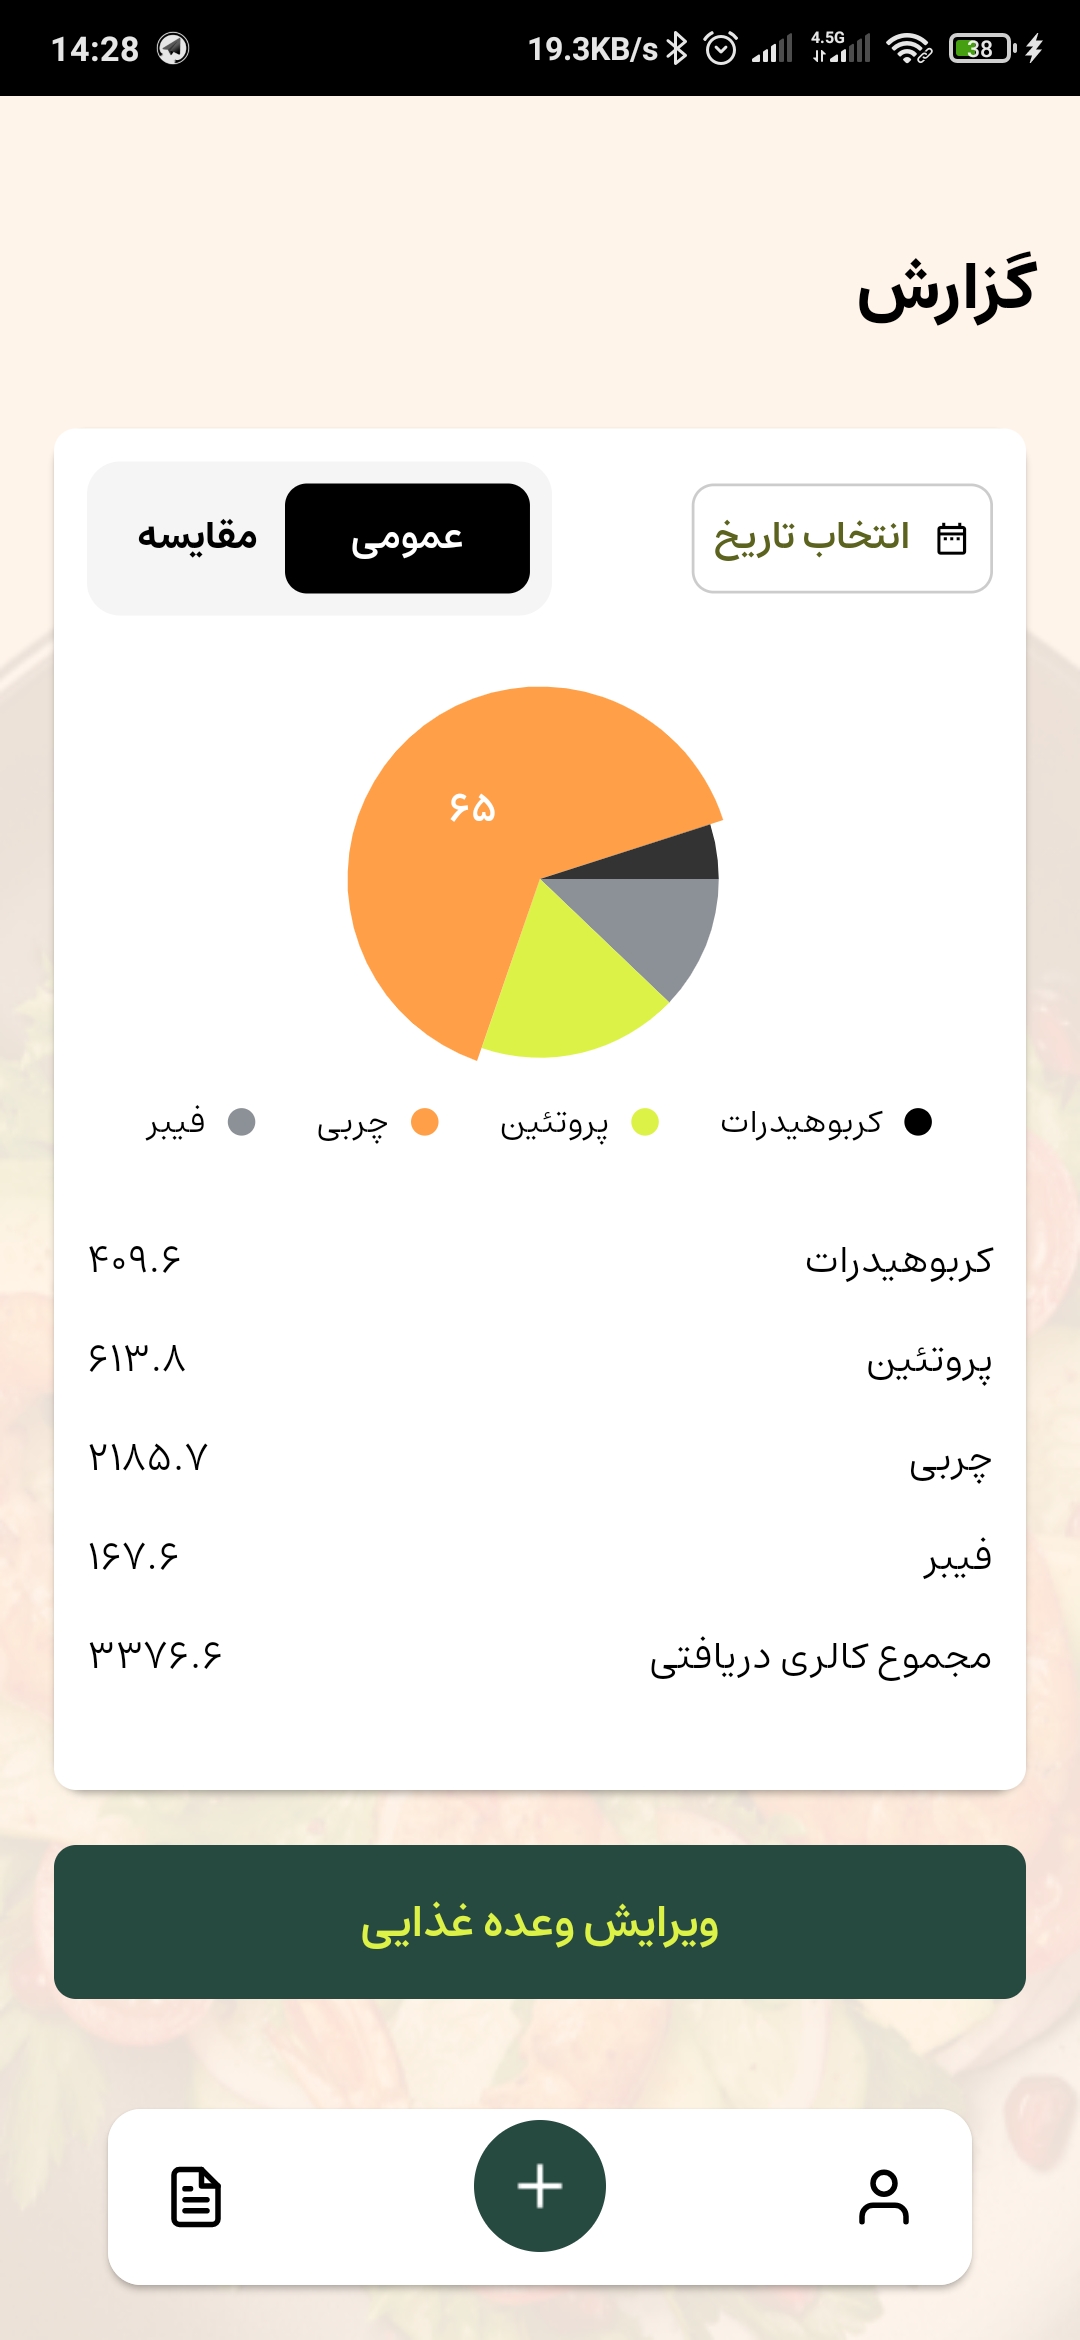 14:28 19.3KB/s 4.5G 38
گزارش
انتخاب تاریخ عمومی مقایسه
۶۵
کربوهیدرات پروتئین چربی فیبر
کربوهیدرات ۴۰۹.۶
پروتئین ۶۱۳.۸
چربی ۲۱۸۵.۷
فیبر ۱۶۷.۶
مجموع کالری دریافتی ۳۳۷۶.۶
ویرایش وعده غذایی